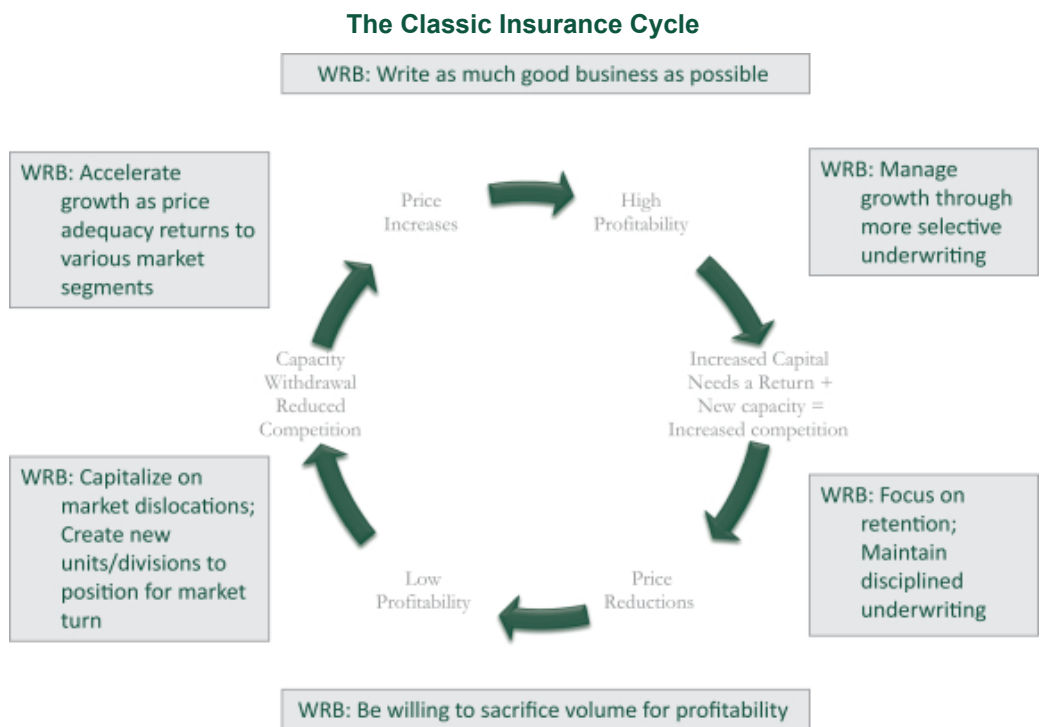 The Classic Insurance Cycle
WRB: Write as much good business as possible
WRB: Accelerate
growth as price
adequacy returns to
various market
segments
Price
Increases
High
Profitability
WRB: Manage
growth through
more selective
underwriting
Capacity
Withdrawal
Reduced
Competition
Increased Capital
Needs a Return +
New capacity =
Increased competition
WRB: Capitalize on
market dislocations;
Create new
units/divisions to
position for market
turn
Low
Profitability
Price
Reductions
WRB: Focus on
retention;
Maintain
disciplined
underwriting
WRB: Be willing to sacrifice volume for profitability